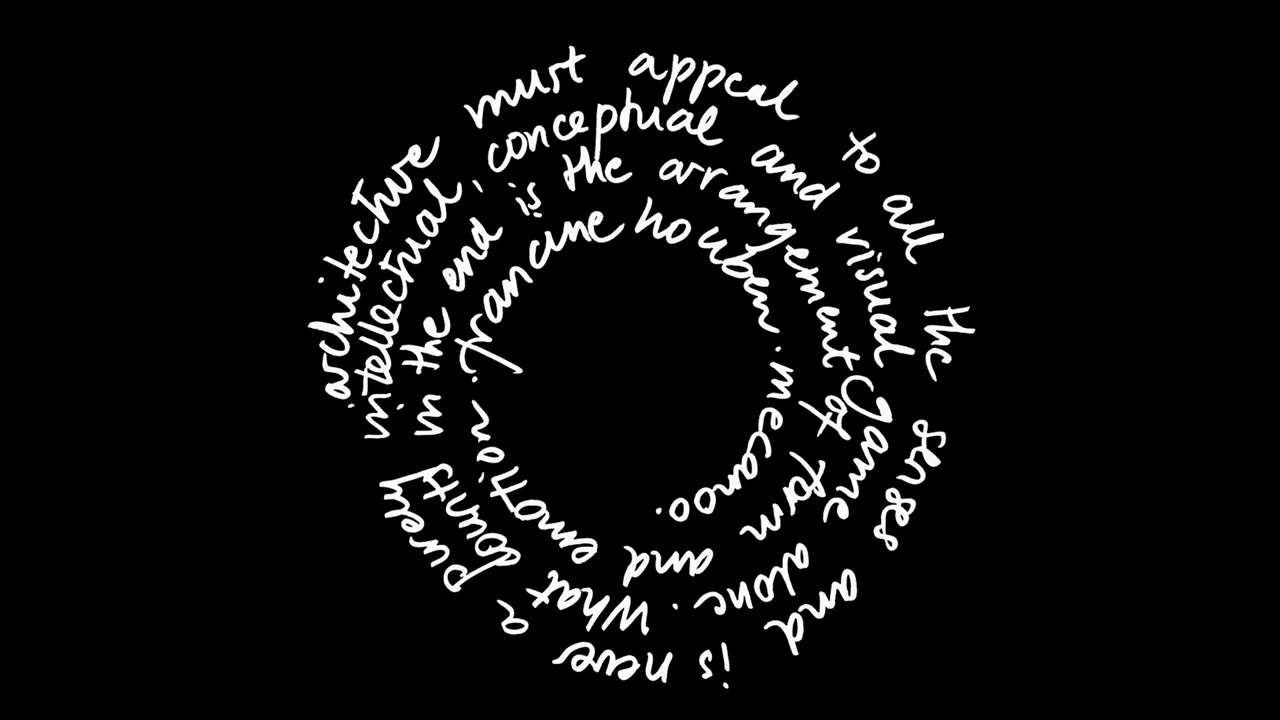 architecture must appeal to all the senses and is never a purely
intellectual, conceptual and visual game alone. What counts
in the end is the arrangement of form and emotion.
francine houben. mecanoo.